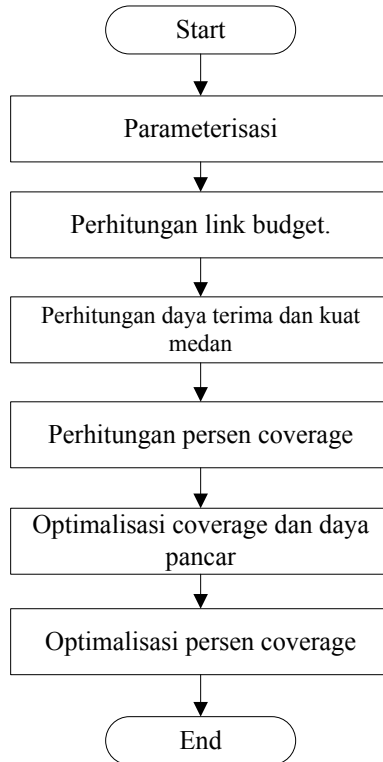 Start
Parameterisasi
Perhitungan link budget.
Perhitungan daya terima dan kuat
medan
Perhitungan persen coverage
Optimalisasi coverage dan daya
pancar
Optimalisasi persen coverage
End